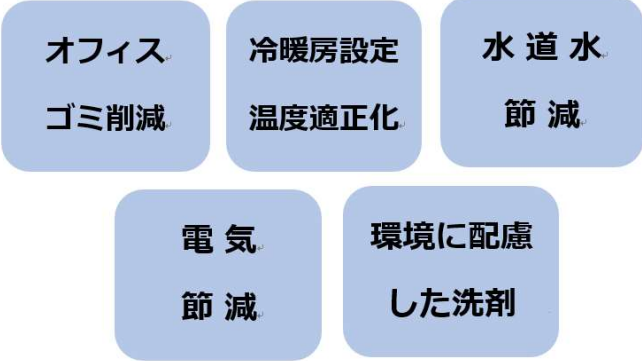 オフィス
ゴミ削減
冷暖房設定
温度適正化
水 道 水
節 減
電 気
節 減
環境に配慮
した洗剤